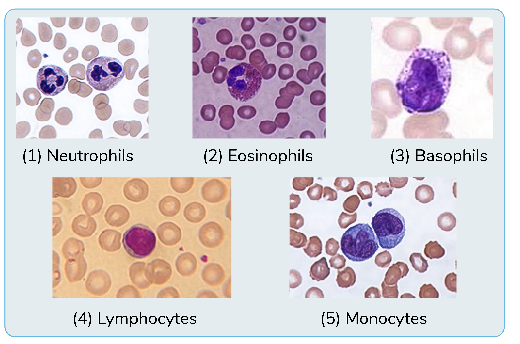 (1) Neutrophils
(2) Eosinophils
(3) Basophils
(4) Lymphocytes
(5) Monocytes